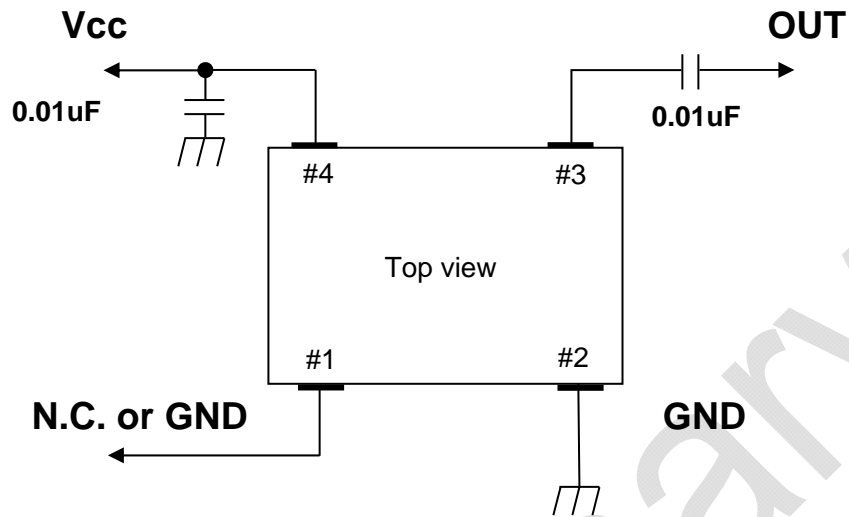 Vcc
OUT
0.01uF
0.01uF
#4
#3
Top view
#1
#2
N.C. or GND
GND